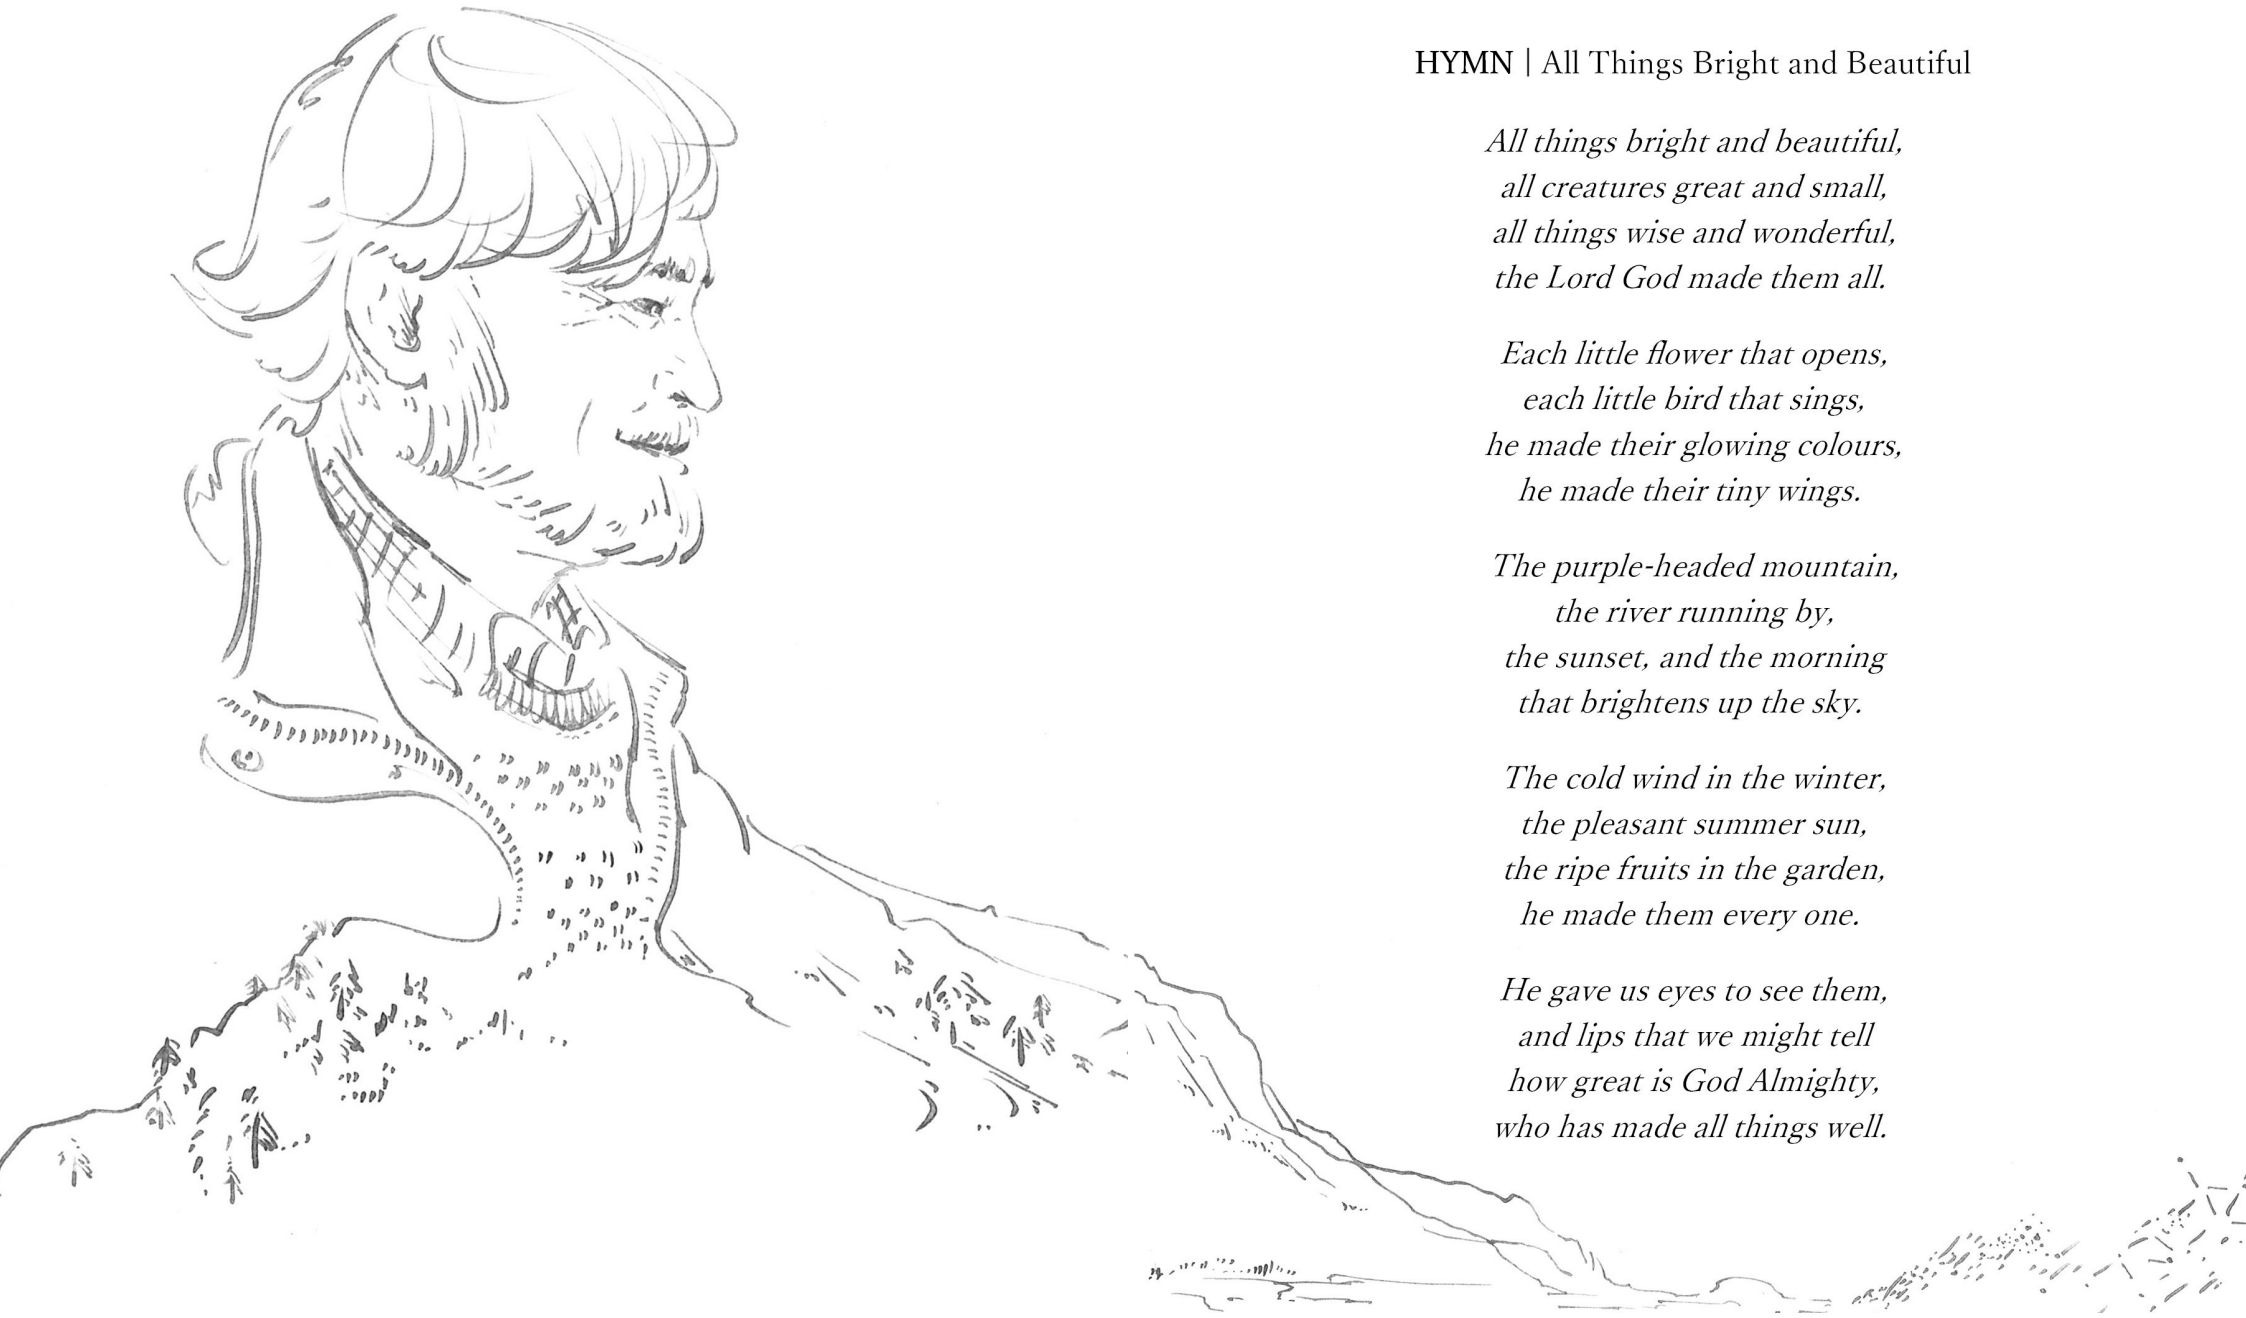 HYMN | All Things Bright and Beautiful
All things bright and beautiful,
all creatures great and small,
all things wise and wonderful,
the Lord God made them all.
Each little flower that opens,
each little bird that sings,
he made their glowing colours,
he made their tiny wings.
The purple-headed mountain,
the river running by,
the sunset, and the morning
that brightens up the sky.
The cold wind in the winter,
the pleasant summer sun,
the ripe fruits in the garden,
he made them every one.
He gave us eyes to see them,
and lips that we might tell
how great is God Almighty,
who has made all things well.